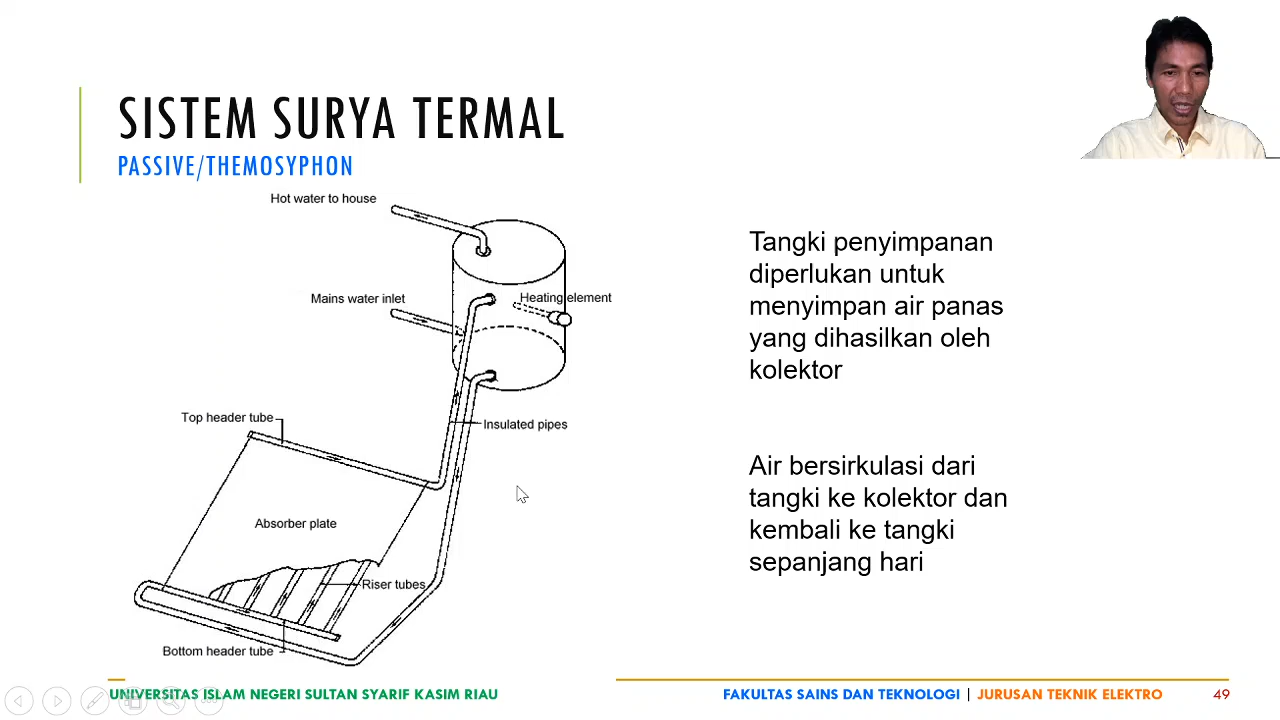 SISTEM SURYA TERMAL
PASSIVE/THEMOSYPHON
Hot water to house
Mains water inlet
Heating element
Top header tube
Insulated pipes
Absorber plate
Riser tubes
Bottom header tube
Tangki penyimpanan
diperlukan untuk
menyimpan air panas
yang dihasilkan oleh
kolektor
Air bersirkulasi dari
tangki ke kolektor dan
kembali ke tangki
sepanjang hari
UNIVERSITAS ISLAM NEGERI SULTAN SYARIF KASIM RIAU
FAKULTAS SAINS DAN TEKNOLOGI | JURUSAN TEKNIK ELEKTRO
49